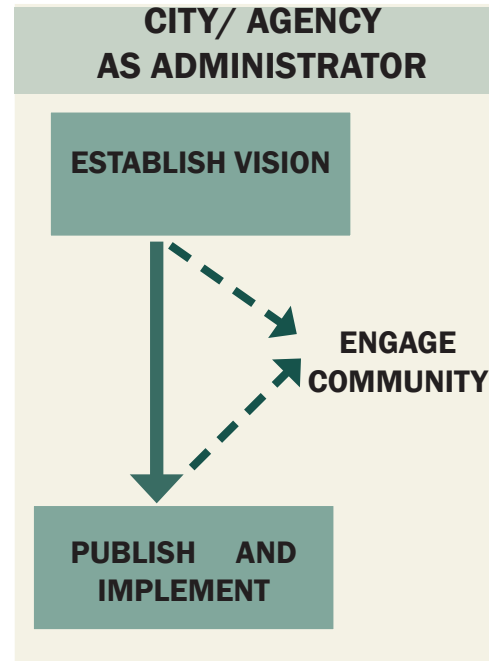 CITY/ AGENCY
AS ADMINISTRATOR
ESTABLISH VISION
ENGAGE
COMMUNITY
PUBLISH AND
IMPLEMENT